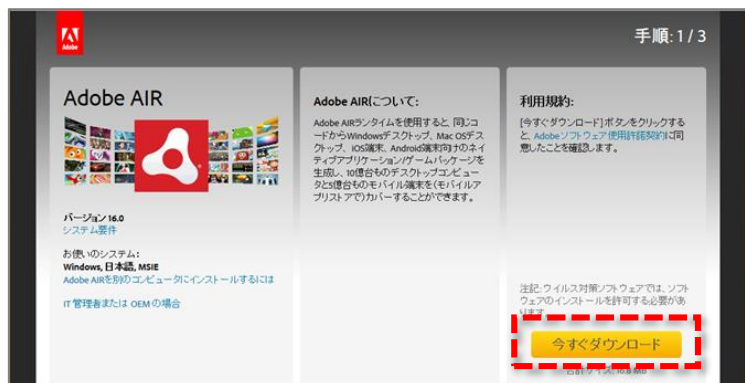 Adobe
手順: 1 / 3
Adobe AIR
バージョン 16.0
システム要件
お使いのシステム:
Windows, 日本語, MSIE
Adobe AIRを別のコンピュータにインストールするには
IT 管理者または OEM の場合
Adobe AIRについて:
Adobe AIRランタイムを使用すると、同じコ
ードからWindowsデスクトップ、Mac OSデス
クトップ、iOS端末、Android端末向けのネイ
ティブアプリケーション/ゲームパッケージを
生成し、10億台ものデスクトップコンピュー
タと5億台ものモバイル端末を(モバイルア
プリストアで)カバーすることができます。
利用規約:
[今すぐダウンロード] ボタンをクリックする
と、Adobe ソフトウェア使用許諾契約に同
意したことを確認します。
注記: ウイルス対策ソフトウェアでは、ソフト
ウェアのインストールを許可する必要があ
ります
今すぐダウンロード
合計サイズ: 16.8 MB